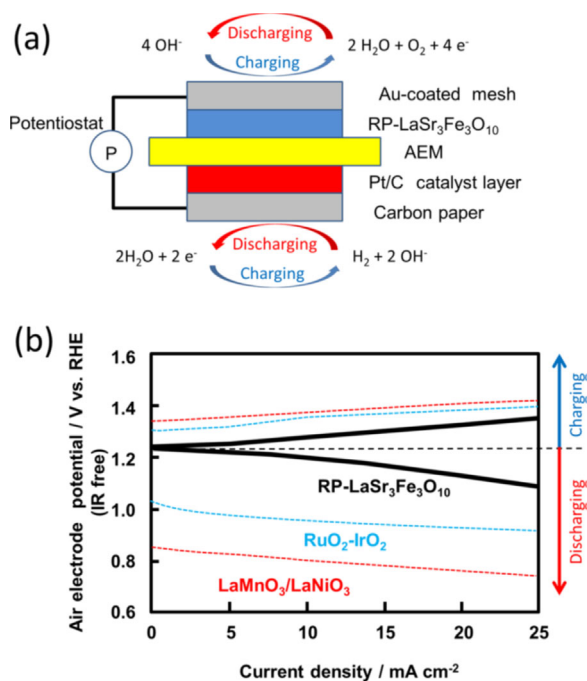 (a)
Discharging
4 OH⁻
2 H₂O + O₂ + 4 e⁻
Charging
Au-coated mesh
Potentiostat
RP-LaSr₃Fe₃O₁₀
P
AEM
Pt/C catalyst layer
Carbon paper
Discharging
2H₂O + 2 e⁻
H₂ + 2 OH⁻
Charging
(b)
Air electrode potential / V vs. RHE
(IR free)
1.6
1.4
1.2
1.0
0.8
0.6
RP-LaSr₃Fe₃O₁₀
RuO₂-IrO₂
LaMnO₃/LaNiO₃
Charging
Discharging
0
5
10
15
20
25
Current density / mA cm⁻²